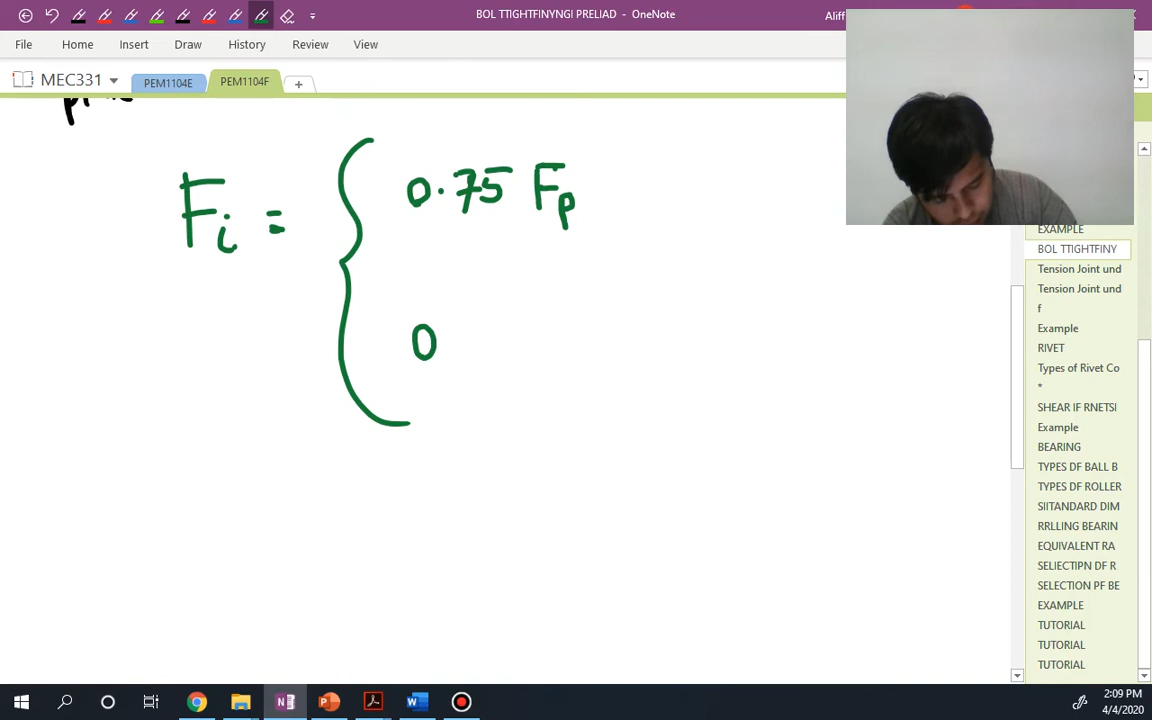 BOL TTIGHTFINYNGI PRELIAD - OneNote
Aliff
File Home Insert Draw History Review View
MEC331
PEM1104E
PEM1104F
Fi = { 0.75 Fp
0
EXAMPLE
BOL TTIGHTFINY
Tension Joint und
Tension Joint und
f
Example
RIVET
Types of Rivet Co
*
SHEAR IF RNETSI
Example
BEARING
TYPES DF BALL B
TYPES DF ROLLER
SIITANDARD DIM
RRLLING BEARIN
EQUIVALENT RA
SELIECTIPN DF R
SELECTION PF BE
EXAMPLE
TUTORIAL
TUTORIAL
TUTORIAL
2:09 PM
4/4/2020